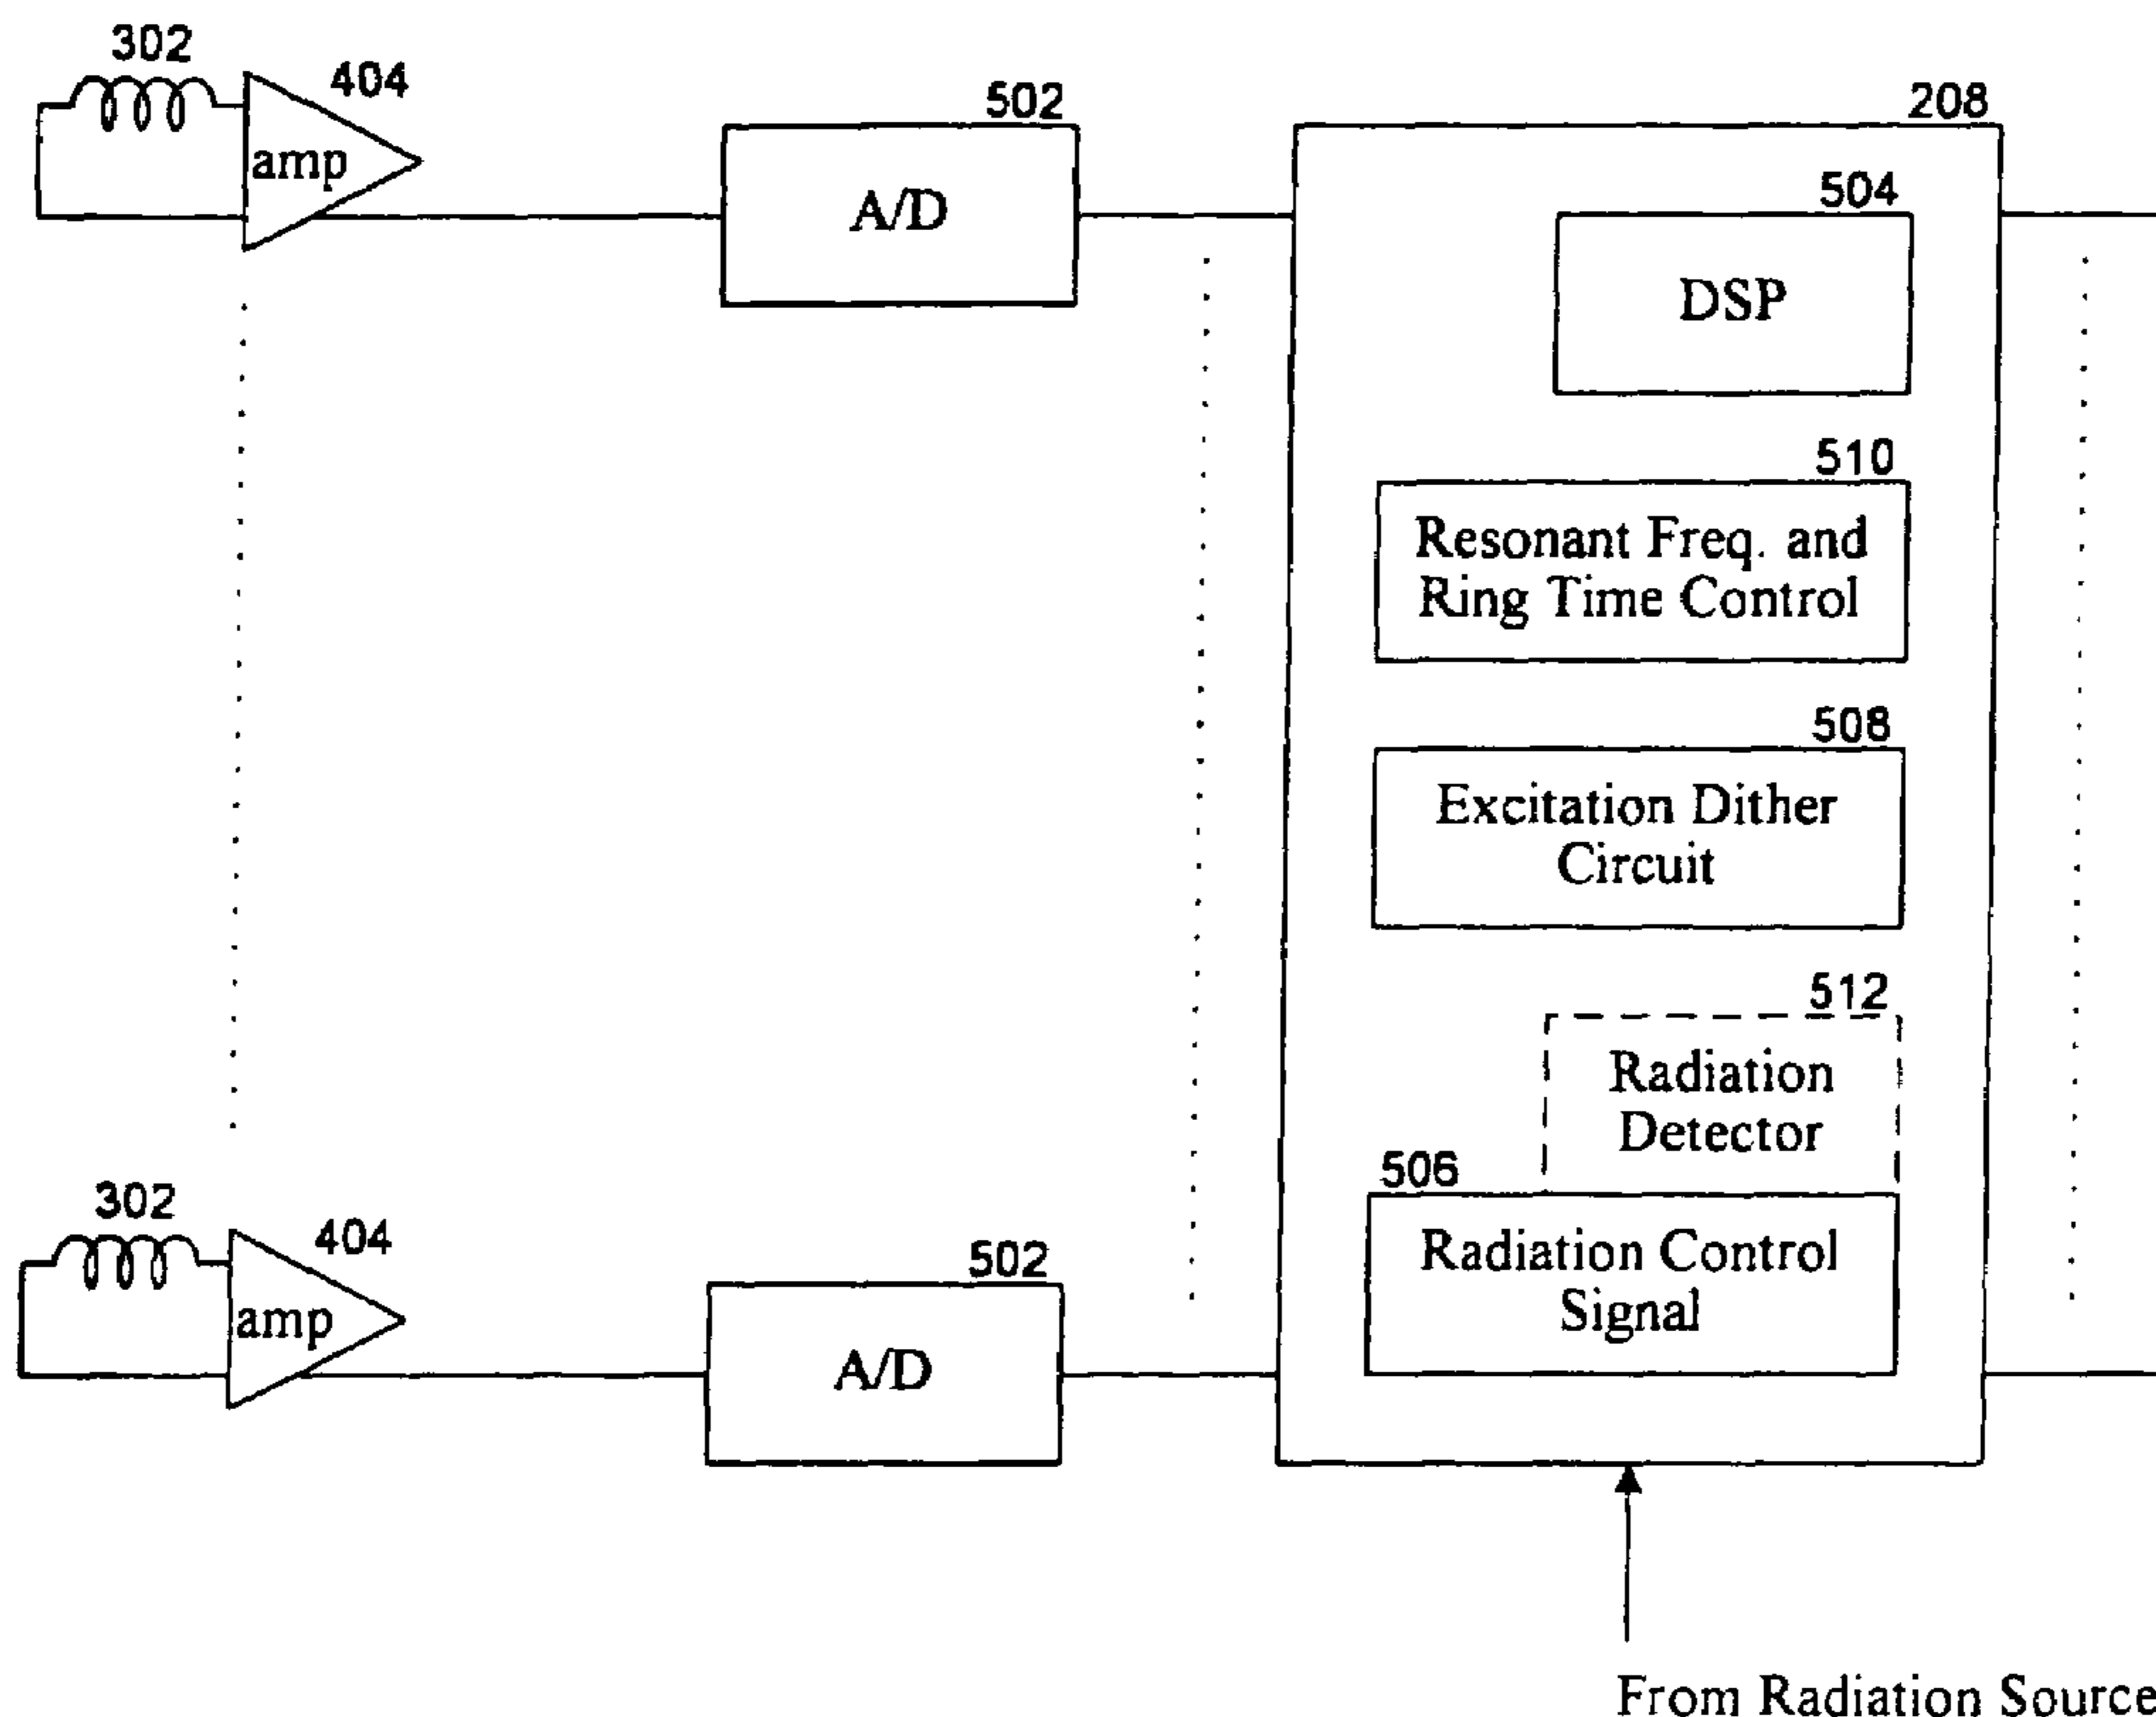 302
404
amp
502
A/D
208
504
DSP
510
Resonant Freq. and
Ring Time Control
508
Excitation Dither
Circuit
512
Radiation
Detector
506
Radiation Control
Signal
302
404
amp
502
A/D
From Radiation Source